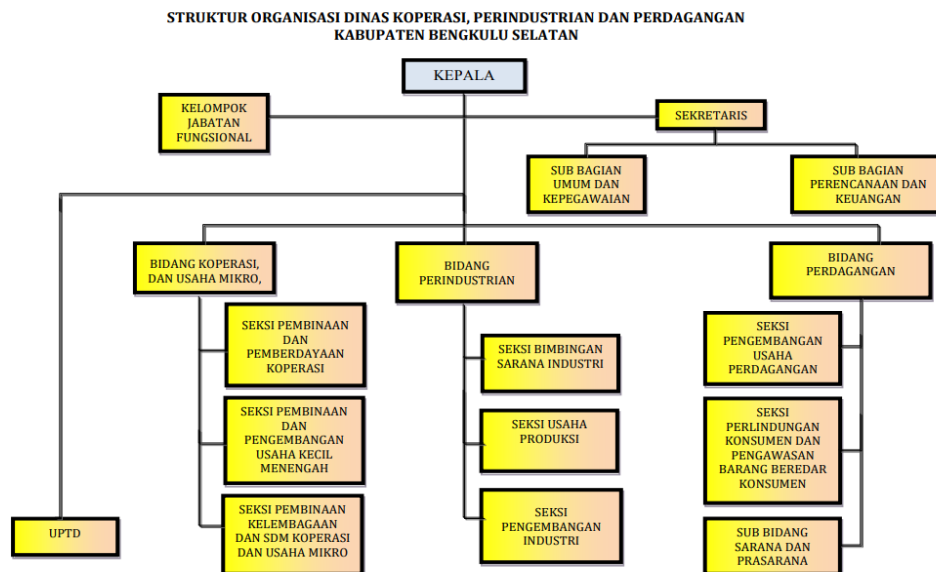 STRUKTUR ORGANISASI DINAS KOPERASI, PERINDUSTRIAN DAN PERDAGANGAN
KABUPATEN BENGKULU SELATAN
KEPALA
KELOMPOK
JABATAN
FUNGSIONAL
SEKRETARIS
SUB BAGIAN
UMUM DAN
KEPEGAWAIAN
SUB BAGIAN
PERENCANAAN DAN
KEUANGAN
BIDANG KOPERASI,
DAN USAHA MIKRO,
BIDANG
PERINDUSTRIAN
BIDANG
PERDAGANGAN
SEKSI PEMBINAAN
DAN
PEMBERDAYAAN
KOPERASI
SEKSI PEMBINAAN
DAN
PENGEMBANGAN
USAHA KECIL
MENENGAH
SEKSI PEMBINAAN
KELEMBAGAAN
DAN SDM KOPERASI
DAN USAHA MIKRO
SEKSI BIMBINGAN
SARANA INDUSTRI
SEKSI USAHA
PRODUKSI
SEKSI
PENGEMBANGAN
INDUSTRI
SEKSI
PENGEMBANGAN
USAHA
PERDAGANGAN
SEKSI
PERLINDUNGAN
KONSUMEN DAN
PENGAWASAN
BARANG BEREDAR
KONSUMEN
SUB BIDANG
SARANA DAN
PRASARANA
UPTD